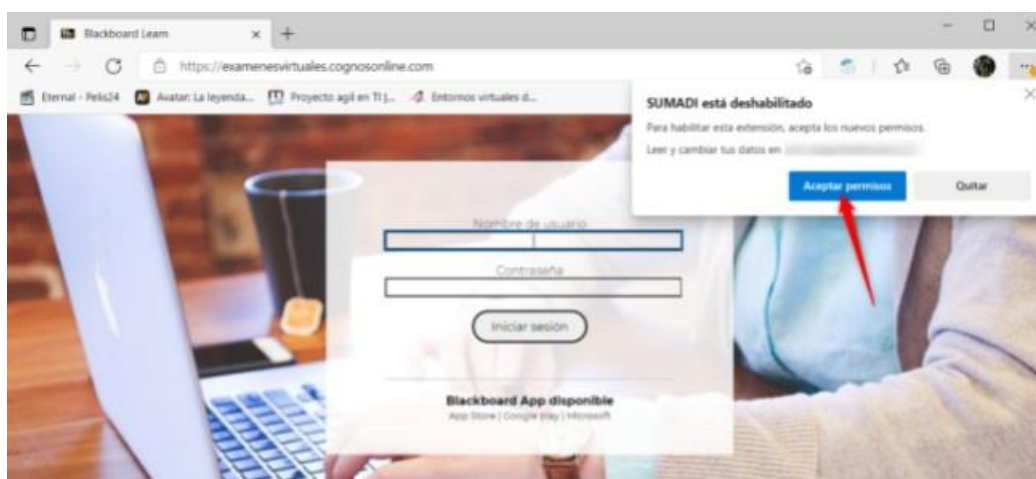 Blackboard Learn
https://examenesvirtuales.cognosonline.com
Eternal - Felis24 Avatar: La leyenda... Proyecto agil en TI J... Entornos virtuales d...
SUMADI está deshabilitado
Para habilitar esta extensión, acepta los nuevos permisos.
Leer y cambiar tus datos en
Aceptar permisos Quitar
Nombre de usuario
Contraseña
Iniciar sesión
Blackboard App disponible
App Store | Google play | Microsoft